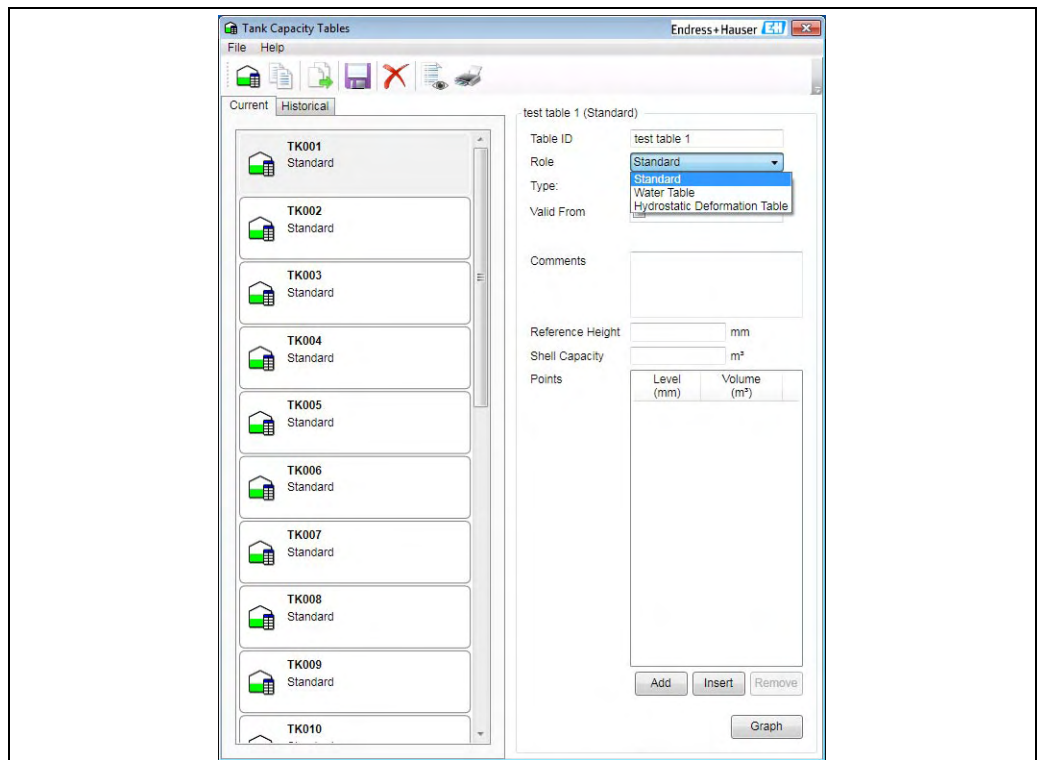 Tank Capacity Tables
Endress+Hauser EH
File Help
Current Historical
TK001
Standard
TK002
Standard
TK003
Standard
TK004
Standard
TK005
Standard
TK006
Standard
TK007
Standard
TK008
Standard
TK009
Standard
TK010
test table 1 (Standard)
Table ID test table 1
Role Standard
Standard
Water Table
Hydrostatic Deformation Table
Type:
Valid From
Comments
Reference Height mm
Shell Capacity m³
Points Level Volume
(mm) (m³)
Add Insert Remove
Graph